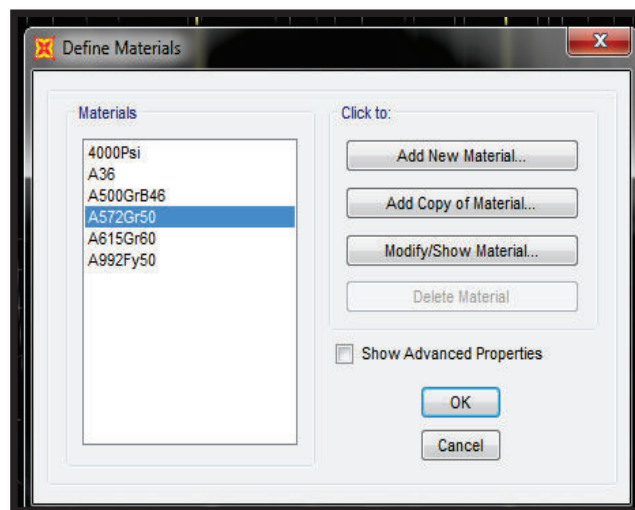 Define Materials
Materials
4000Psi
A36
A500GrB46
A572Gr50
A615Gr60
A992Fy50
Click to:
Add New Material...
Add Copy of Material...
Modify/Show Material...
Delete Material
Show Advanced Properties
OK
Cancel